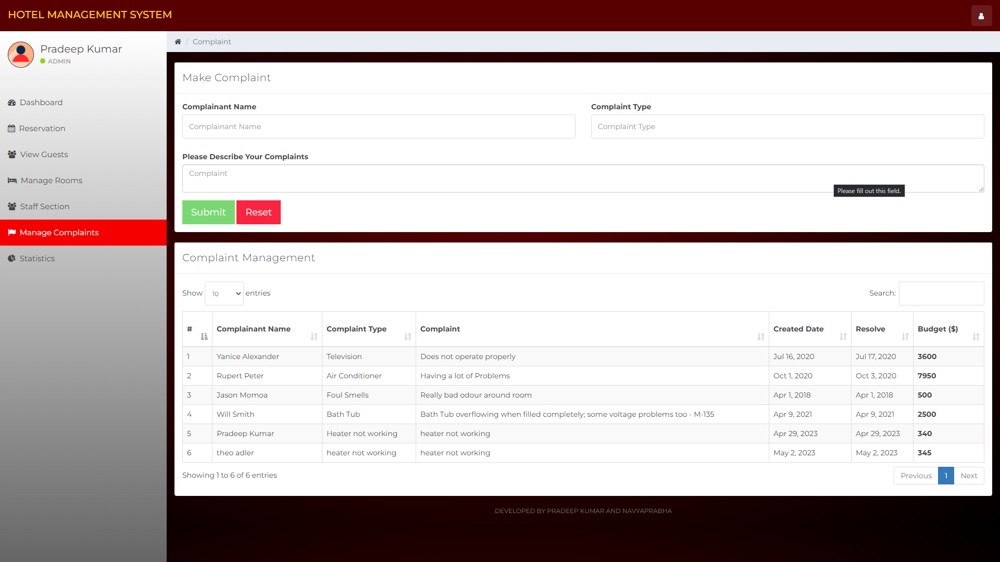 HOTEL MANAGEMENT SYSTEM
Pradeep Kumar
ADMIN
Dashboard
Reservation
View Guests
Manage Rooms
Staff Section
Manage Complaints
Statistics
/ Complaint
Make Complaint
Complainant Name Complaint Type
Complainant Name Complaint Type
Please Describe Your Complaints
Complaint
Please fill out this field.
Submit Reset
Complaint Management
Show 10 entries Search:
# Complainant Name Complaint Type Complaint Created Date Resolve Budget ($)
1 Yanice Alexander Television Does not operate properly Jul 16, 2020 Jul 17, 2020 3600
2 Rupert Peter Air Conditioner Having a lot of Problems Oct 1, 2020 Oct 3, 2020 7950
3 Jason Momoa Foul Smells Really bad odour around room Apr 1, 2018 Apr 1, 2018 500
4 Will Smith Bath Tub Bath Tub overflowing when filled completely; some voltage problems too - M-135 Apr 9, 2021 Apr 9, 2021 2500
5 Pradeep Kumar Heater not working heater not working Apr 29, 2023 Apr 29, 2023 340
6 theo adler heater not working heater not working May 2, 2023 May 2, 2023 345
Showing 1 to 6 of 6 entries Previous 1 Next
DEVELOPED BY PRADEEP KUMAR AND NAVYAPRABHA